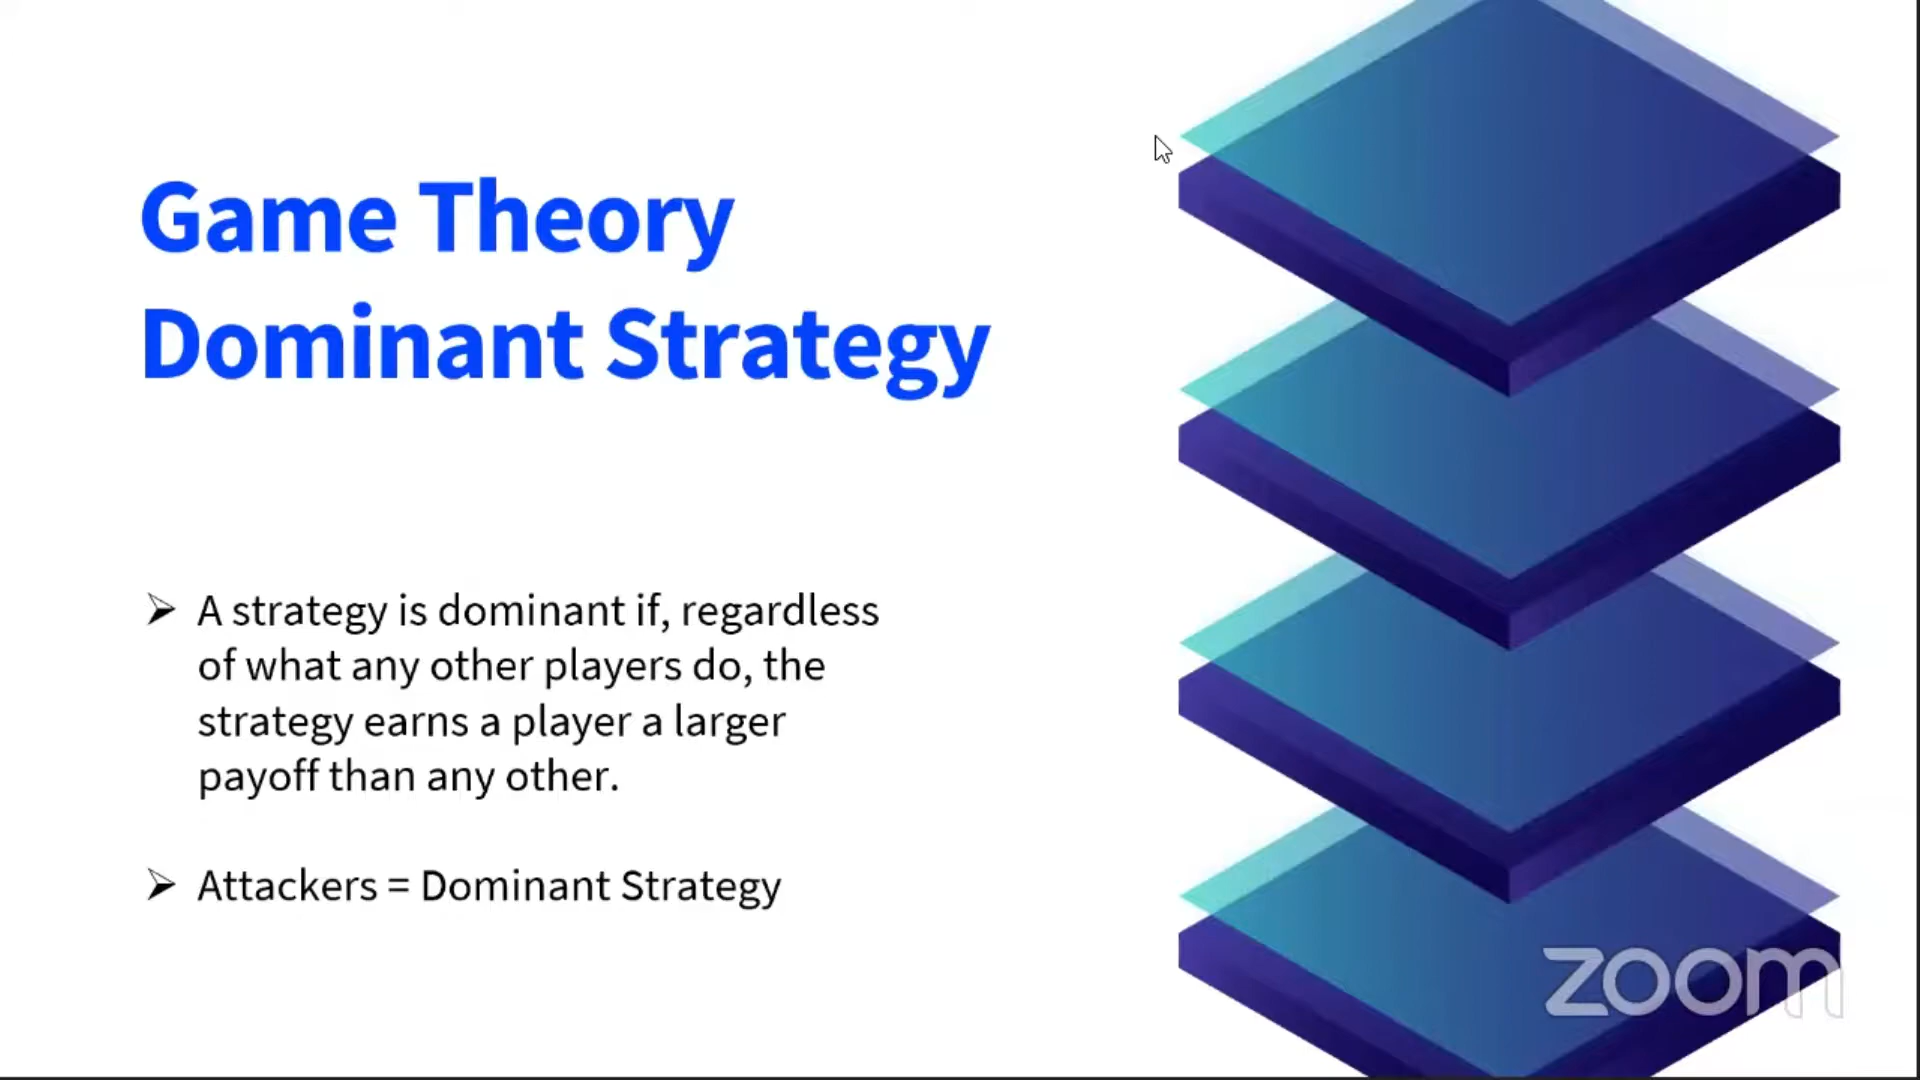 Game Theory
Dominant Strategy
➢ A strategy is dominant if, regardless
of what any other players do, the
strategy earns a player a larger
payoff than any other.
➢ Attackers = Dominant Strategy
zoom